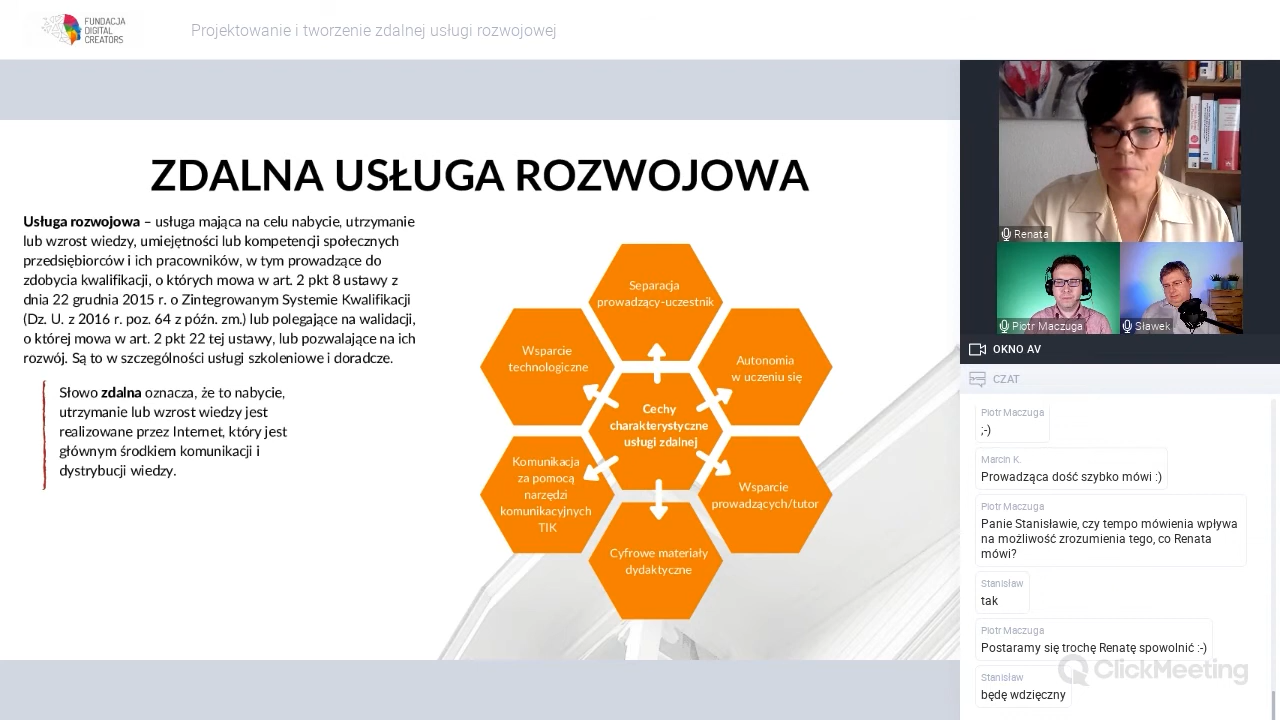 FUNDACJA
DIGITAL
CREATORS
Projektowanie i tworzenie zdalnej usługi rozwojowej
ZDALNA USŁUGA ROZWOJOWA
Usługa rozwojowa – usługa mająca na celu nabycie, utrzymanie
lub wzrost wiedzy, umiejętności lub kompetencji społecznych
przedsiębiorców i ich pracowników, w tym prowadzące do
zdobycia kwalifikacji, o których mowa w art. 2 pkt 8 ustawy z
dnia 22 grudnia 2015 r. o Zintegrowanym Systemie Kwalifikacji
(Dz. U. z 2016 r. poz. 64 z późn. zm.) lub polegające na walidacji,
o której mowa w art. 2 pkt 22 tej ustawy, lub pozwalające na ich
rozwój. Są to w szczególności usługi szkoleniowe i doradcze.
Słowo zdalna oznacza, że to nabycie,
utrzymanie lub wzrost wiedzy jest
realizowane przez Internet, który jest
głównym środkiem komunikacji i
dystrybucji wiedzy.
Separacja
prowadzący-uczestnik
Wsparcie
technologiczne
Autonomia
w uczeniu się
Cechy
charakterystyczne
usługi zdalnej
Komunikacja
za pomocą
narzędzi
komunikacyjnych
TIK
Wsparcie
prowadzących/tutor
Cyfrowe materiały
dydaktyczne
Renata
Piotr Maczuga
Sławek
OKNO AV
CZAT
Piotr Maczuga
;-)
Marcin K.
Prowadząca dość szybko mówi :)
Piotr Maczuga
Panie Stanisławie, czy tempo mówienia wpływa
na możliwość zrozumienia tego, co Renata
mówi?
Stanisław
tak
Piotr Maczuga
Postaramy się trochę Renatę spowolnić :-)
Stanisław
będę wdzięczny
ClickMeeting